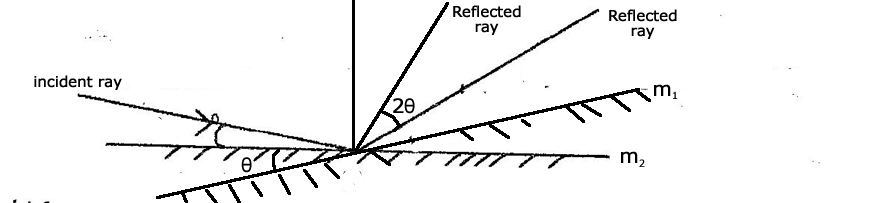 Reflected
ray
Reflected
ray
incident ray
2θ
m₁
m₂
θ